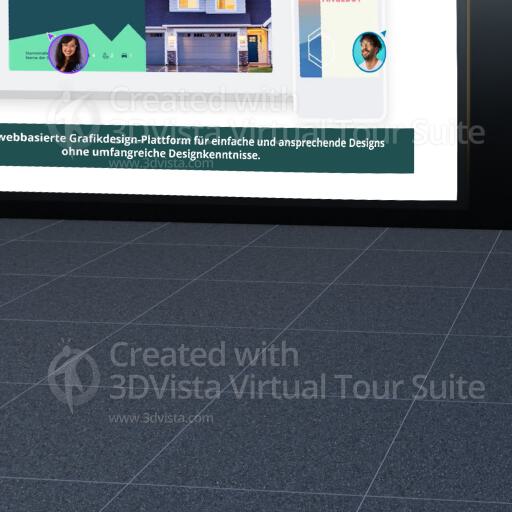 ANGEBOT
Created with
3DVista Virtual Tour Suite
www.3dvista.com
webbasierte Grafikdesign-Plattform für einfache und ansprechende Designs
ohne umfangreiche Designkenntnisse.
Created with
3DVista Virtual Tour Suite
www.3dvista.com